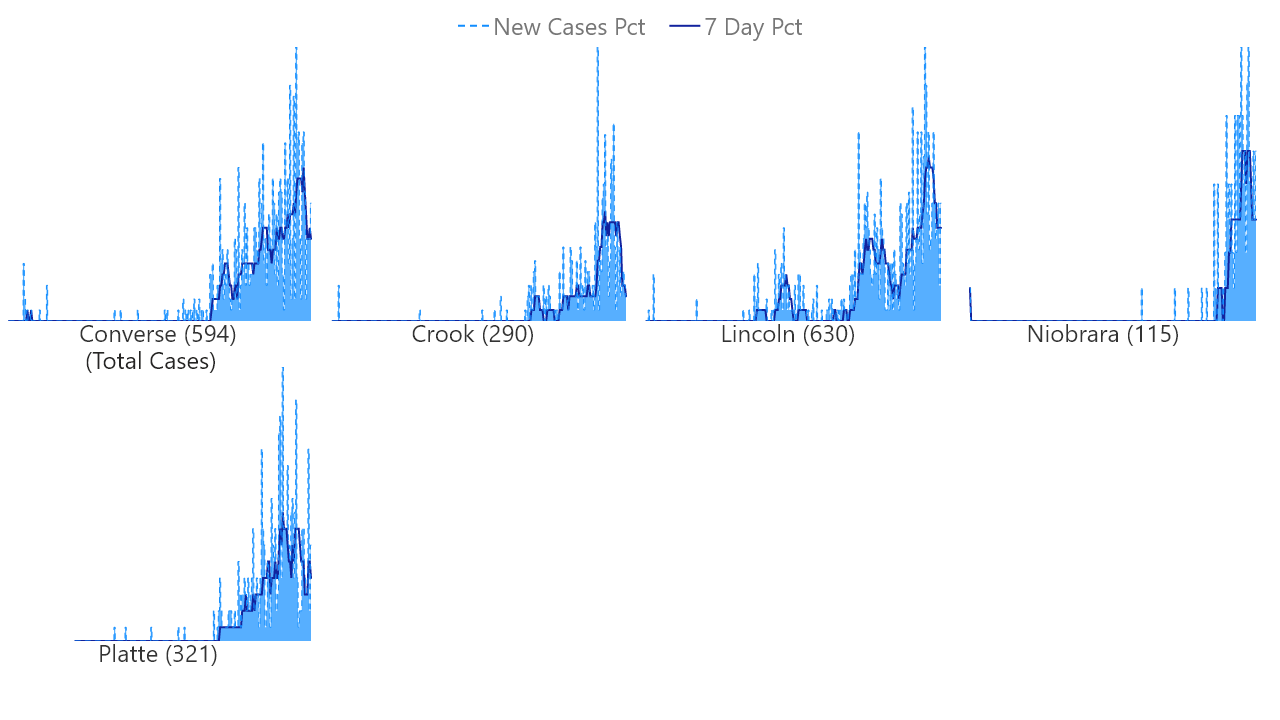 New Cases Pct 7 Day Pct
Converse (594)
(Total Cases)
Crook (290)
Lincoln (630)
Niobrara (115)
Platte (321)